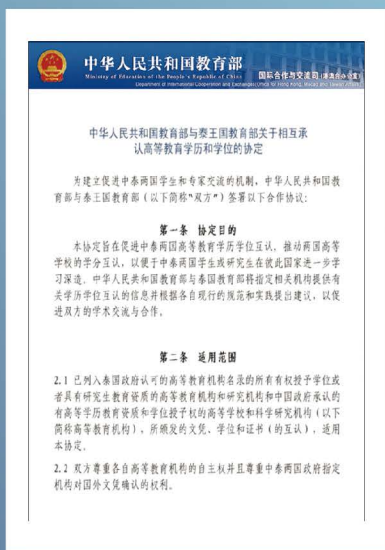 中华人民共和国教育部
Ministry of Education of the People's Republic of China
国际合作与交流司(港澳台办公室)
Department of International Cooperation and Exchanges(Office for Hong Kong, Macao and Taiwan Affairs)
中华人民共和国教育部与泰王国教育部关于相互承
认高等教育学历和学位的协定
为建立促进中泰两国学生和专家交流的机制,中华人民共和国教
育部与泰王国教育部(以下简称“双方”)签署以下合作协议:
第一条 协定目的
本协定旨在促进中泰两国高等教育学历学位互认,推动两国高等
学校的学分互认,以便于中泰两国学生或研究生在彼此国家进一步学
习深造。中华人民共和国教育部与泰国教育部将指定相关机构提供有
关学历学位互认的信息并根据各自现行的规范和实践提出建议,以促
进双方的学术交流与合作。
第二条 适用范围
2.1 已列入泰国政府认可的高等教育机构名录的所有有权授予学位或
者具有研究生教育资质的高等教育机构和研究机构和中国政府承认的
有高等学历教育资质和学位授予权的高等学校和科学研究机构(以下
简称高等教育机构),所颁发的文凭、学位和证书(的互认),适用
本协定。
2.2 双方尊重各自高等教育机构的自主权并且尊重中泰两国政府指定
机构对国外文凭确认的权利。